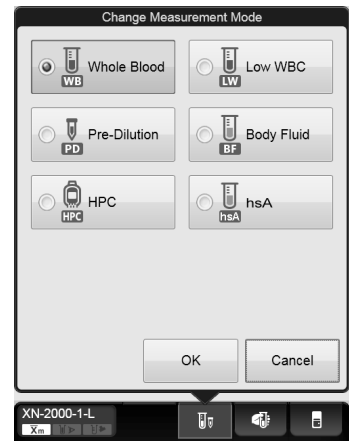 Change Measurement Mode
Whole Blood
WB
Low WBC
LW
Pre-Dilution
PD
Body Fluid
BF
HPC
HPC
hsA
hsA
OK
Cancel
XN-2000-1-L
Xm